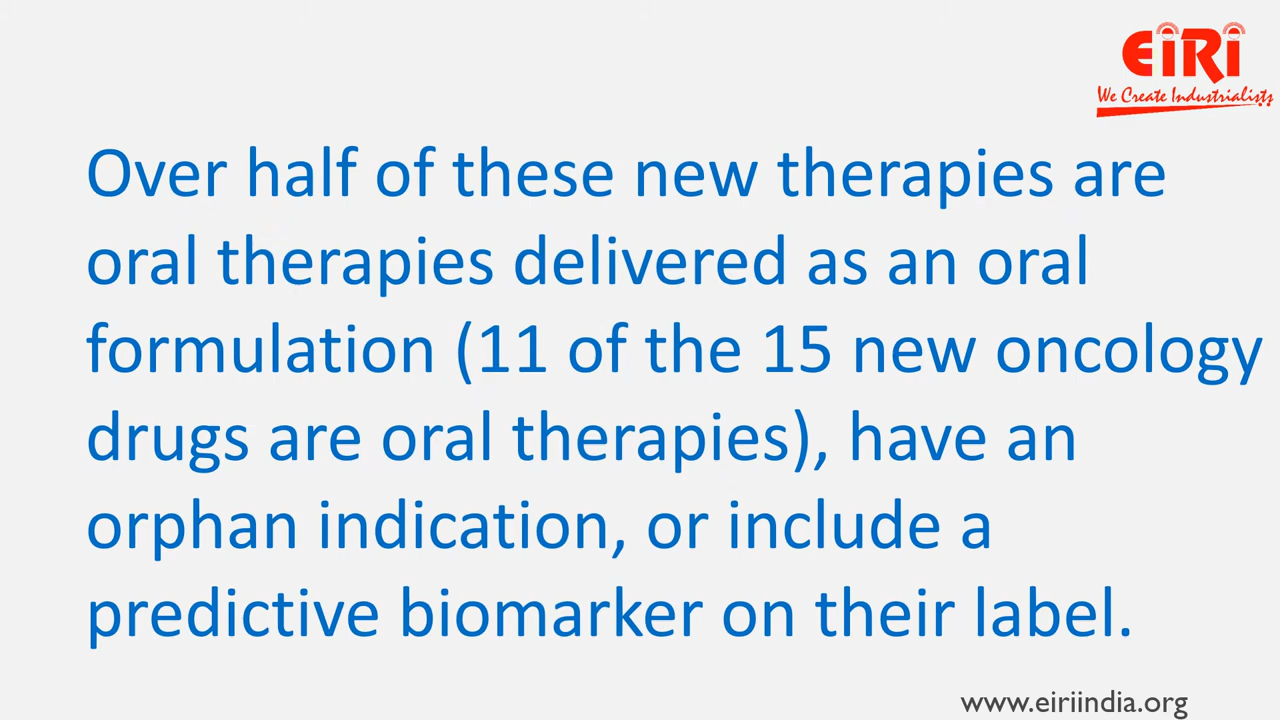 EiRi
We Create Industrialists
Over half of these new therapies are
oral therapies delivered as an oral
formulation (11 of the 15 new oncology
drugs are oral therapies), have an
orphan indication, or include a
predictive biomarker on their label.
www.eiriindia.org